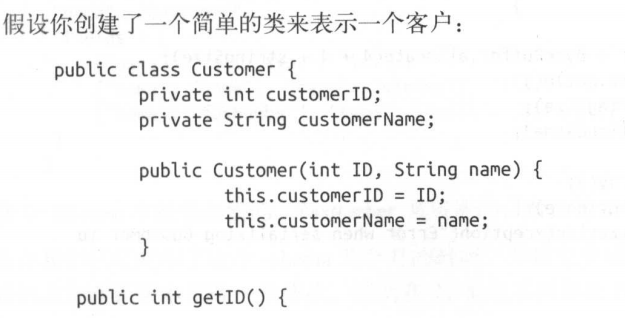 假设你创建了一个简单的类来表示一个客户：
public class Customer {
private int customerID;
private String customerName;
public Customer(int ID, String name) {
this.customerID = ID;
this.customerName = name;
}
public int getID() {